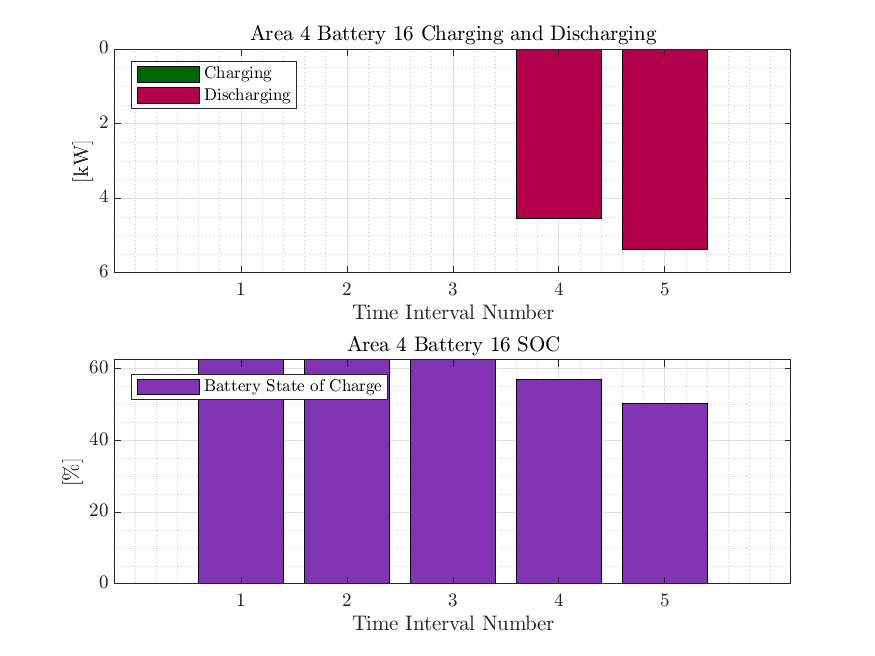 Area 4 Battery 16 Charging and Discharging
0
2
4
6
[kW]
Charging
Discharging
1 2 3 4 5
Time Interval Number
Area 4 Battery 16 SOC
60
40
20
0
[%]
Battery State of Charge
1 2 3 4 5
Time Interval Number